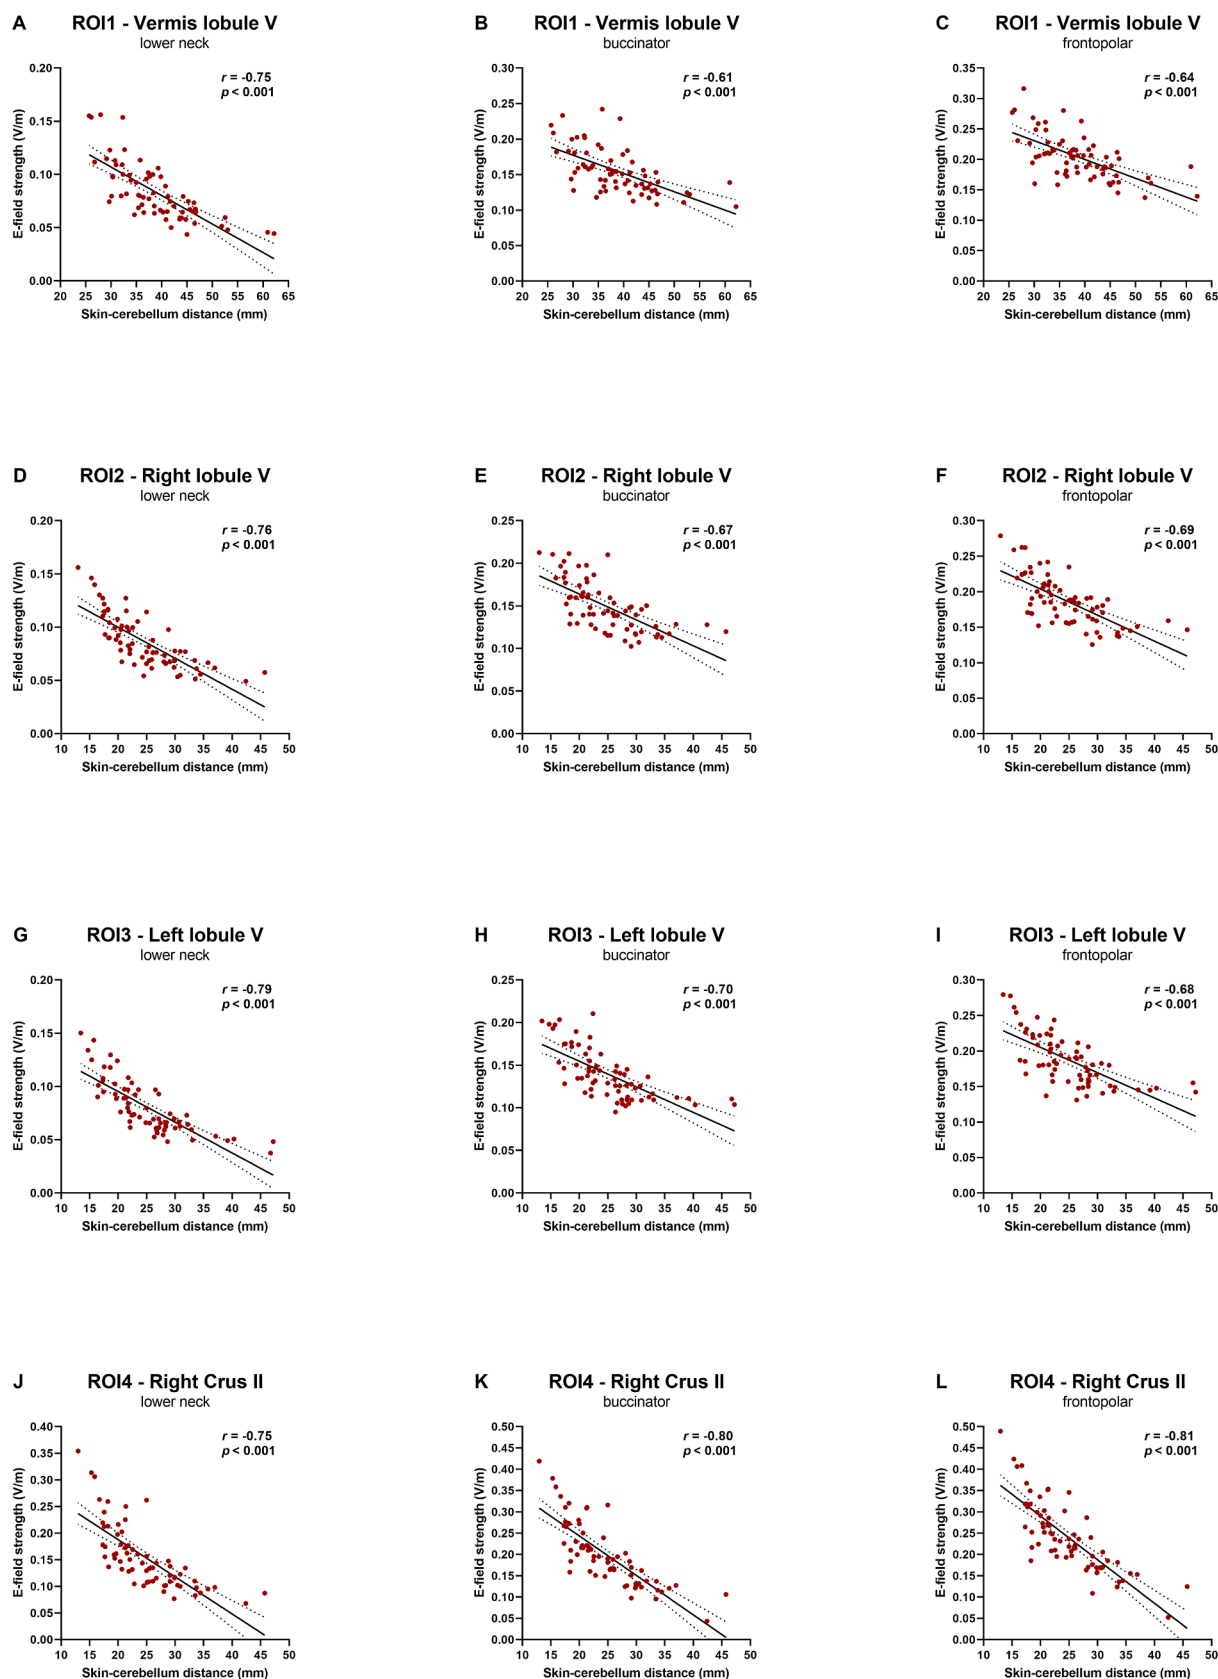 A ROI1 - Vermis lobule V
lower neck
r = -0.75
p < 0.001
E-field strength (V/m)
0.20
0.15
0.10
0.05
0.00
20 25 30 35 40 45 50 55 60 65
Skin-cerebellum distance (mm)
B ROI1 - Vermis lobule V
buccinator
r = -0.61
p < 0.001
E-field strength (V/m)
0.30
0.25
0.20
0.15
0.10
0.05
0.00
20 25 30 35 40 45 50 55 60 65
Skin-cerebellum distance (mm)
C ROI1 - Vermis lobule V
frontopolar
r = -0.64
p < 0.001
E-field strength (V/m)
0.35
0.30
0.25
0.20
0.15
0.10
0.05
0.00
20 25 30 35 40 45 50 55 60 65
Skin-cerebellum distance (mm)
D ROI2 - Right lobule V
lower neck
r = -0.76
p < 0.001
E-field strength (V/m)
0.20
0.15
0.10
0.05
0.00
10 15 20 25 30 35 40 45 50
Skin-cerebellum distance (mm)
E ROI2 - Right lobule V
buccinator
r = -0.67
p < 0.001
E-field strength (V/m)
0.25
0.20
0.15
0.10
0.05
0.00
10 15 20 25 30 35 40 45 50
Skin-cerebellum distance (mm)
F ROI2 - Right lobule V
frontopolar
r = -0.69
p < 0.001
E-field strength (V/m)
0.30
0.25
0.20
0.15
0.10
0.05
0.00
10 15 20 25 30 35 40 45 50
Skin-cerebellum distance (mm)
G ROI3 - Left lobule V
lower neck
r = -0.79
p < 0.001
E-field strength (V/m)
0.20
0.15
0.10
0.05
0.00
10 15 20 25 30 35 40 45 50
Skin-cerebellum distance (mm)
H ROI3 - Left lobule V
buccinator
r = -0.70
p < 0.001
E-field strength (V/m)
0.25
0.20
0.15
0.10
0.05
0.00
10 15 20 25 30 35 40 45 50
Skin-cerebellum distance (mm)
I ROI3 - Left lobule V
frontopolar
r = -0.68
p < 0.001
E-field strength (V/m)
0.30
0.25
0.20
0.15
0.10
0.05
0.00
10 15 20 25 30 35 40 45 50
Skin-cerebellum distance (mm)
J ROI4 - Right Crus II
lower neck
r = -0.75
p < 0.001
E-field strength (V/m)
0.40
0.35
0.30
0.25
0.20
0.15
0.10
0.05
0.00
10 15 20 25 30 35 40 45 50
Skin-cerebellum distance (mm)
K ROI4 - Right Crus II
buccinator
r = -0.80
p < 0.001
E-field strength (V/m)
0.50
0.45
0.40
0.35
0.30
0.25
0.20
0.15
0.10
0.05
0.00
10 15 20 25 30 35 40 45 50
Skin-cerebellum distance (mm)
L ROI4 - Right Crus II
frontopolar
r = -0.81
p < 0.001
E-field strength (V/m)
0.50
0.45
0.40
0.35
0.30
0.25
0.20
0.15
0.10
0.05
0.00
10 15 20 25 30 35 40 45 50
Skin-cerebellum distance (mm)